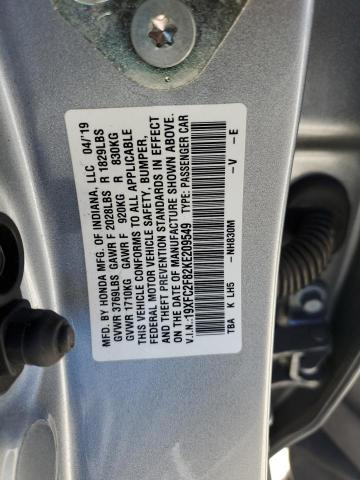 MFD. BY HONDA MFG. OF INDIANA, LLC 04/19
GVWR 3769LBS GAWR F 2028LBS R 1829LBS
GVWR 1710KG GAWR F 920KG R 830KG
THIS VEHICLE CONFORMS TO ALL APPLICABLE
FEDERAL MOTOR VEHICLE SAFETY, BUMPER,
AND THEFT PREVENTION STANDARDS IN EFFECT
ON THE DATE OF MANUFACTURE SHOWN ABOVE.
V.I.N.:19XFC2F82KE209549 TYPE: PASSENGER CAR
–NH830M –V –E
TBA K LH5